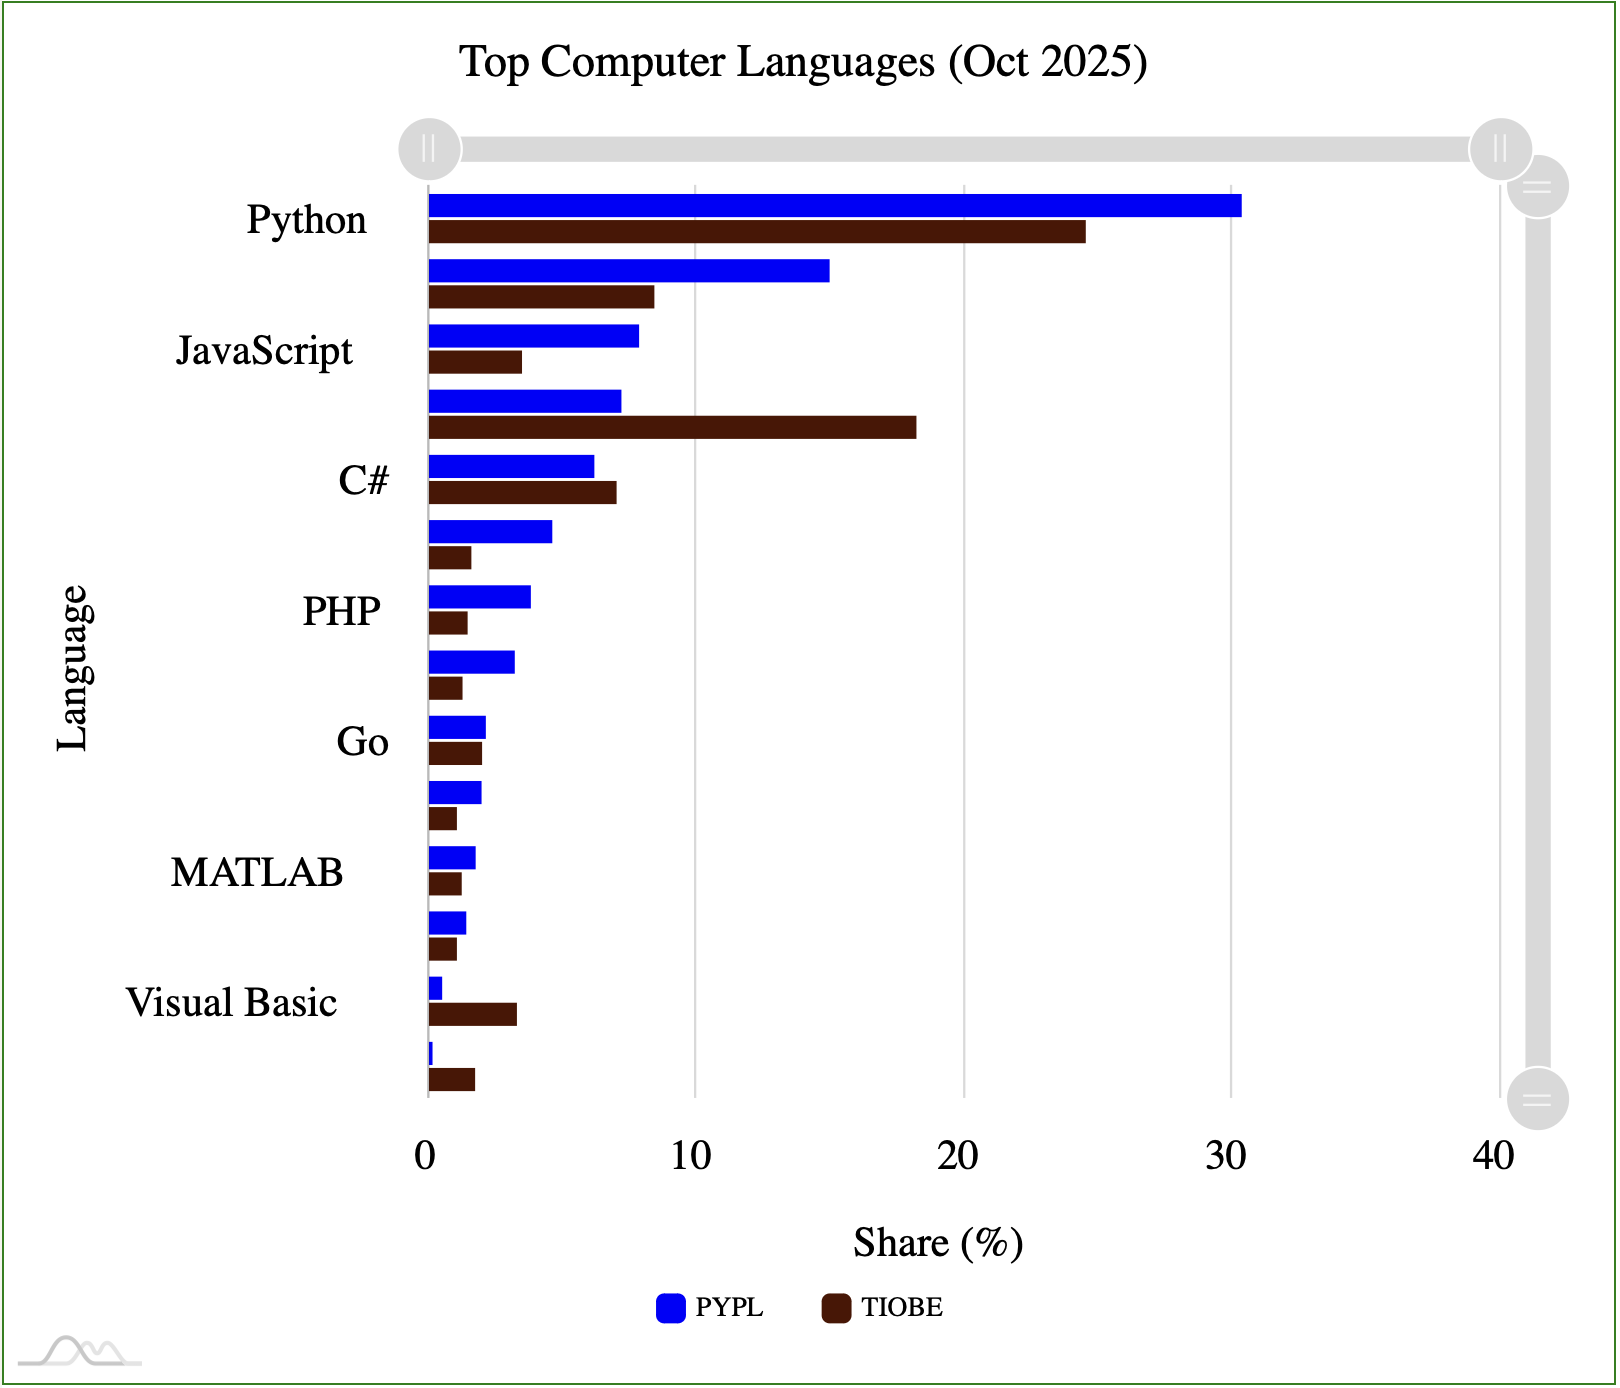 Top Computer Languages (Oct 2025)
Python
JavaScript
C#
PHP
Go
MATLAB
Visual Basic
Language
0 10 20 30 40
Share (%)
PYPL TIOBE